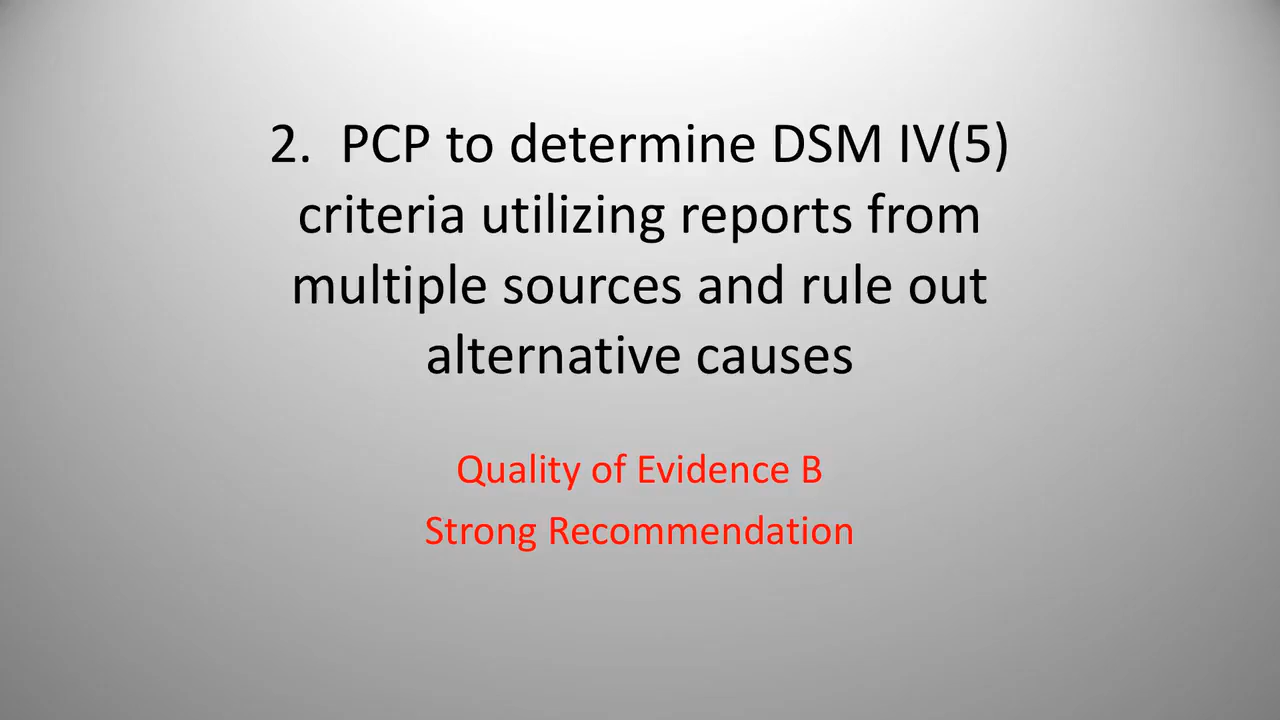 2. PCP to determine DSM IV(5)
criteria utilizing reports from
multiple sources and rule out
alternative causes
Quality of Evidence B
Strong Recommendation